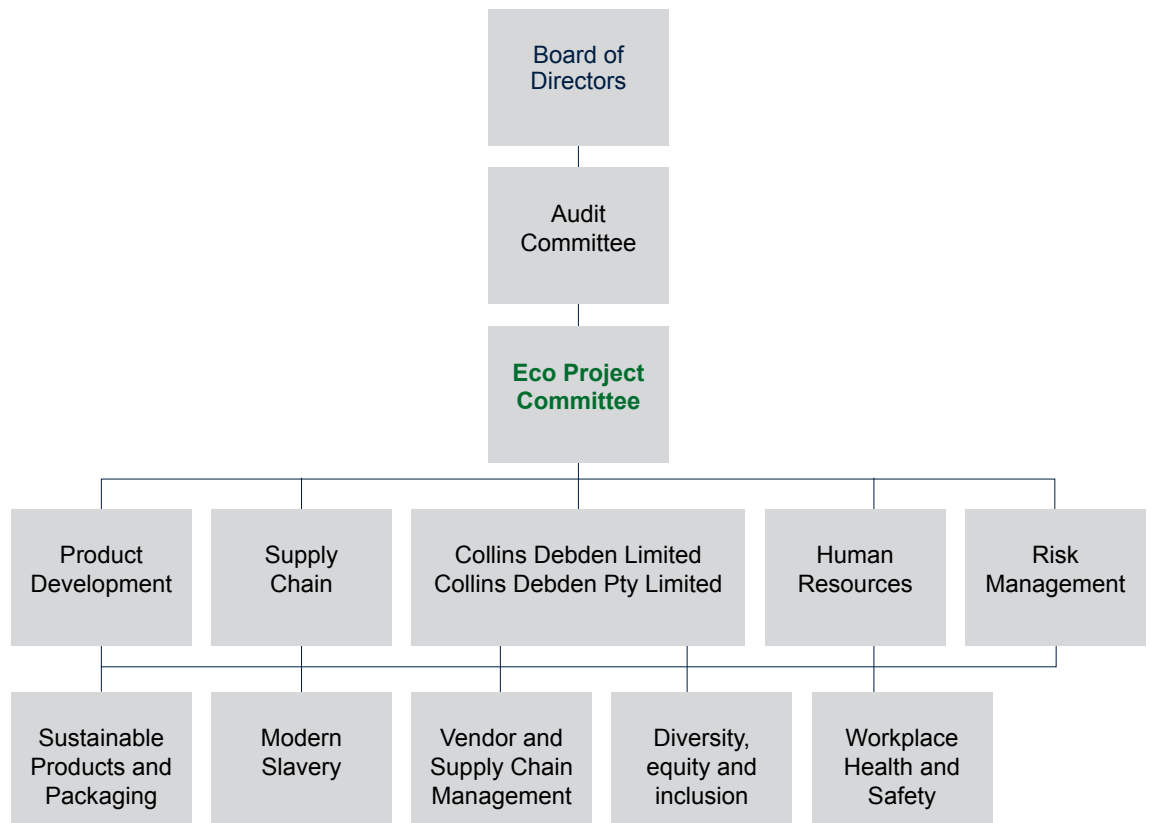 Board of
Directors
Audit
Committee
Eco Project
Committee
Product
Development
Supply
Chain
Collins Debden Limited
Collins Debden Pty Limited
Human
Resources
Risk
Management
Sustainable
Products and
Packaging
Modern
Slavery
Vendor and
Supply Chain
Management
Diversity,
equity and
inclusion
Workplace
Health and
Safety